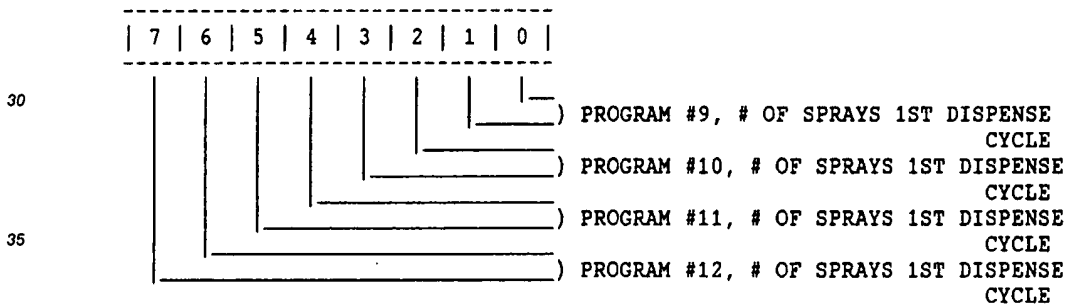 | 7 | 6 | 5 | 4 | 3 | 2 | 1 | 0 |
30
) PROGRAM #9, # OF SPRAYS 1ST DISPENSE
CYCLE
) PROGRAM #10, # OF SPRAYS 1ST DISPENSE
CYCLE
) PROGRAM #11, # OF SPRAYS 1ST DISPENSE
35
CYCLE
) PROGRAM #12, # OF SPRAYS 1ST DISPENSE
CYCLE